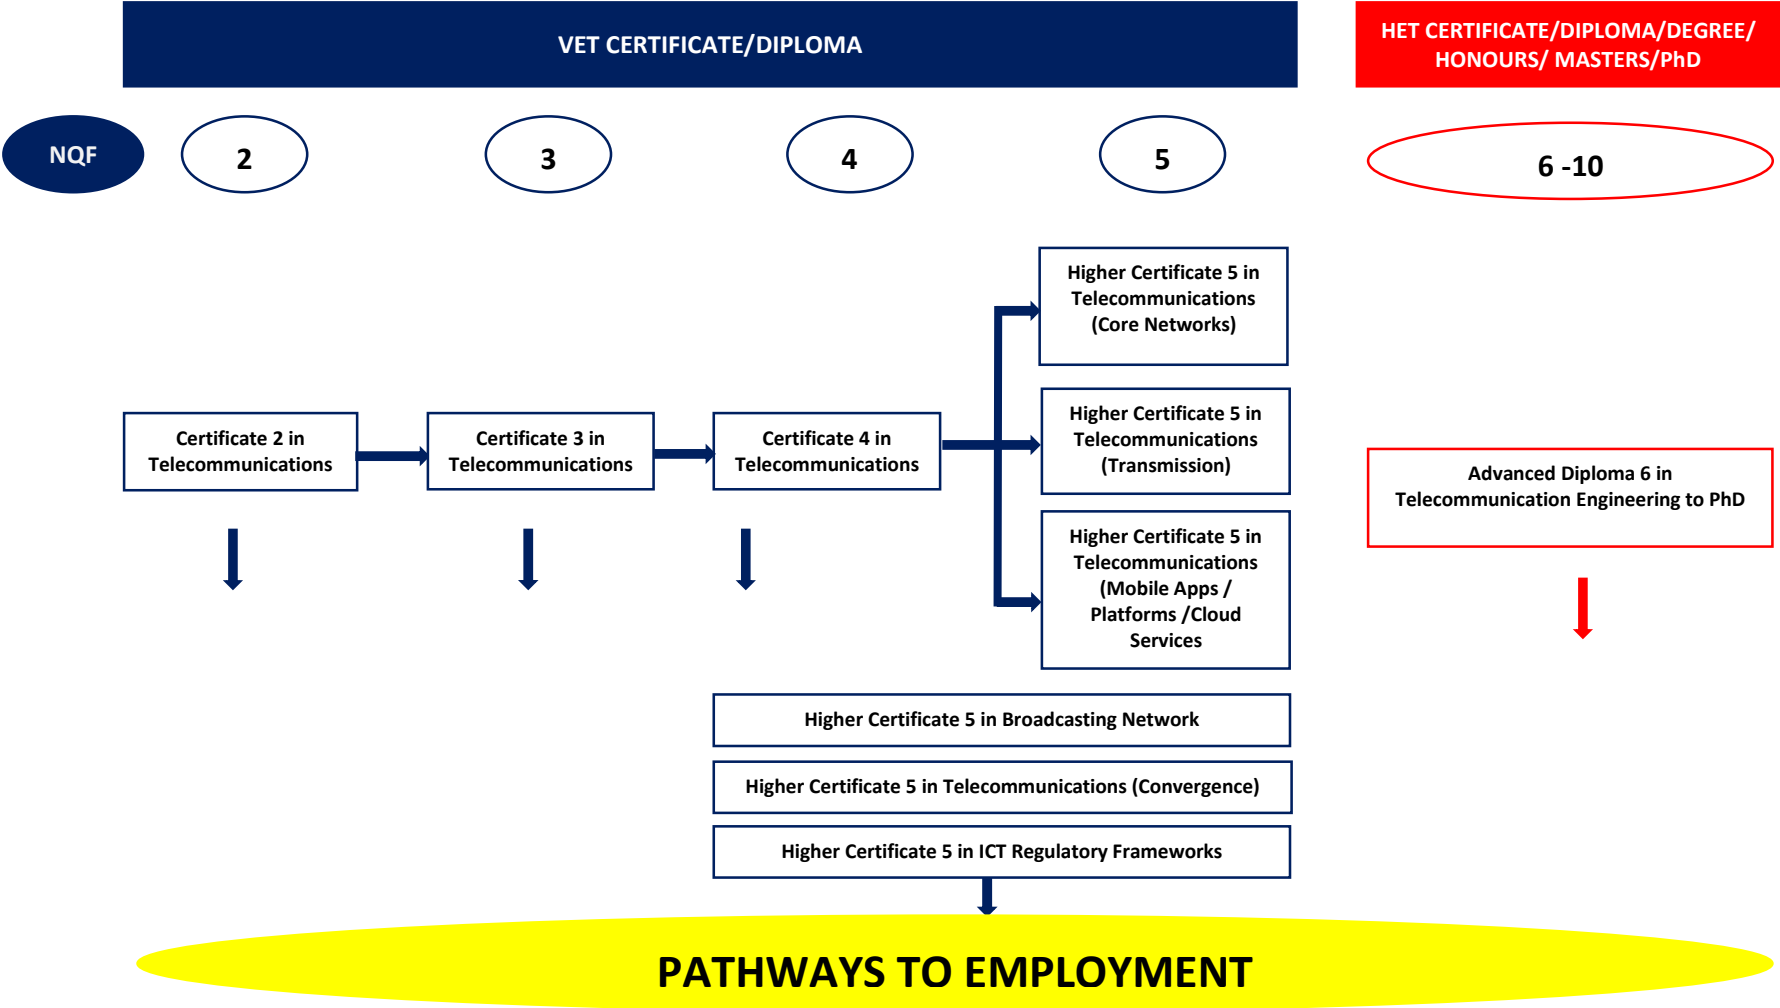 VET CERTIFICATE/DIPLOMA
HET CERTIFICATE/DIPLOMA/DEGREE/
HONOURS/ MASTERS/PhD
NQF
2
3
4
5
6 -10
Higher Certificate 5 in
Telecommunications
(Core Networks)
Certificate 2 in
Telecommunications
Certificate 3 in
Telecommunications
Certificate 4 in
Telecommunications
Higher Certificate 5 in
Telecommunications
(Transmission)
Advanced Diploma 6 in
Telecommunication Engineering to PhD
Higher Certificate 5 in
Telecommunications
(Mobile Apps /
Platforms /Cloud
Services
Higher Certificate 5 in Broadcasting Network
Higher Certificate 5 in Telecommunications (Convergence)
Higher Certificate 5 in ICT Regulatory Frameworks
PATHWAYS TO EMPLOYMENT